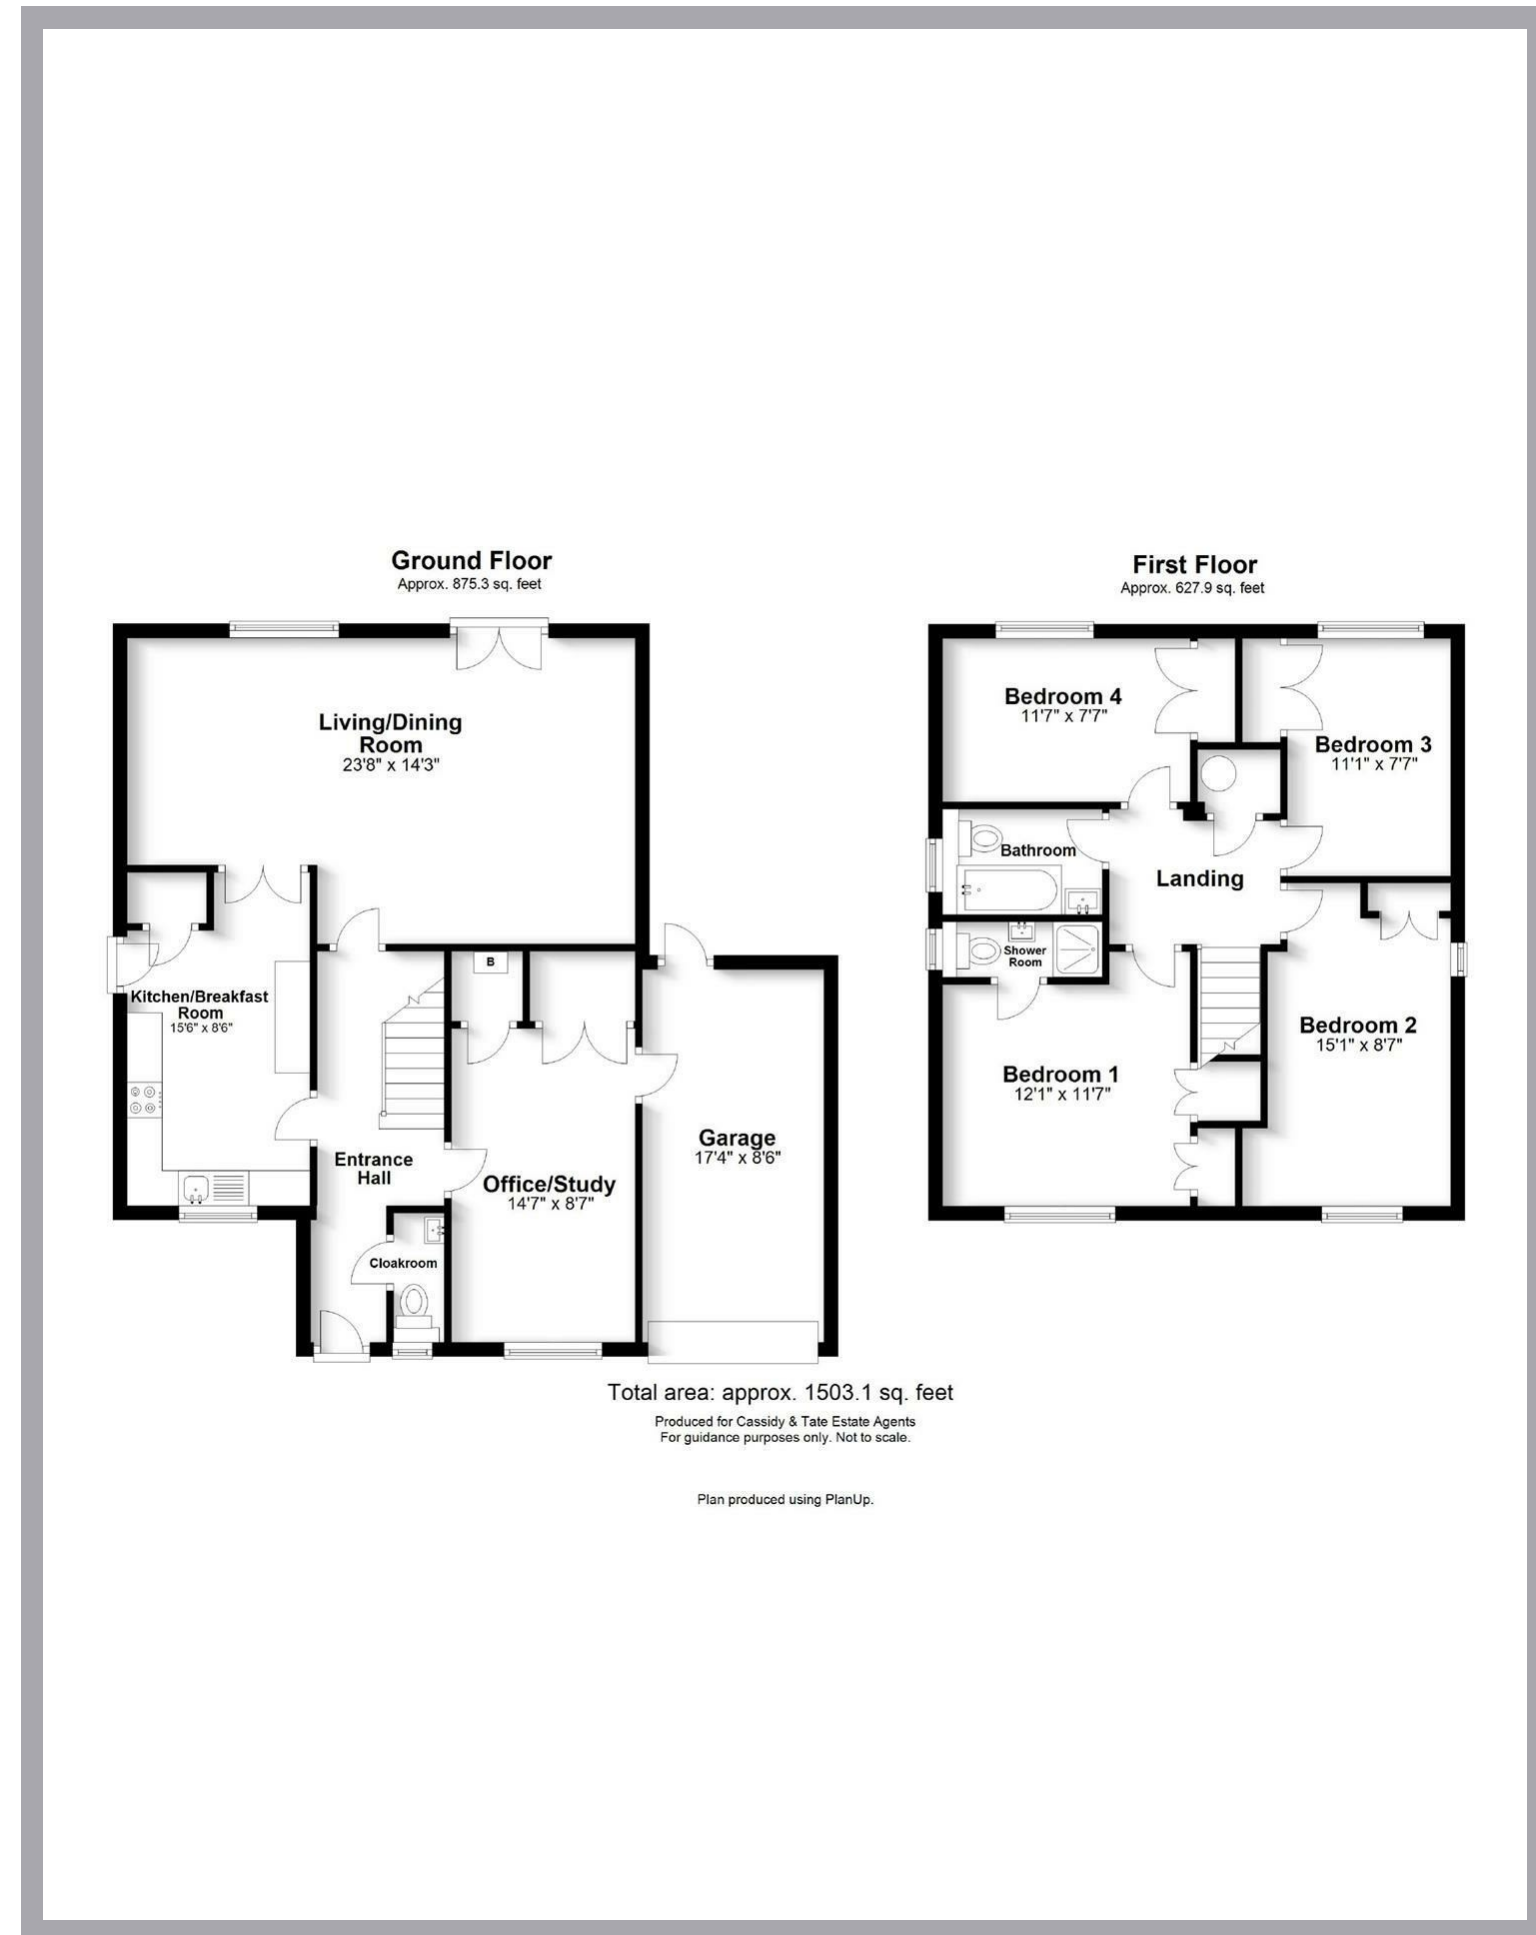 Ground Floor
Approx. 875.3 sq. feet
Living/Dining
Room
23'8" x 14'3"
B
Kitchen/Breakfast
Room
15'6" x 8'6"
Entrance
Hall
Office/Study
14'7" x 8'7"
Garage
17'4" x 8'6"
Cloakroom
First Floor
Approx. 627.9 sq. feet
Bedroom 4
11'7" x 7'7"
Bedroom 3
11'1" x 7'7"
Bathroom
Landing
Shower
Room
Bedroom 2
15'1" x 8'7"
Bedroom 1
12'1" x 11'7"
Total area: approx. 1503.1 sq. feet
Produced for Cassidy & Tate Estate Agents
For guidance purposes only. Not to scale.
Plan produced using PlanUp.